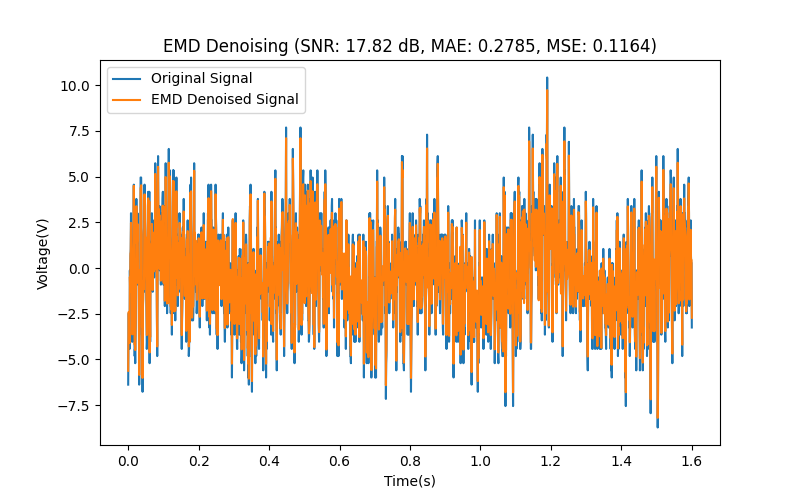 EMD Denoising (SNR: 17.82 dB, MAE: 0.2785, MSE: 0.1164)
Original Signal
EMD Denoised Signal
10.0
7.5
5.0
2.5
0.0
−2.5
−5.0
−7.5
Voltage(V)
0.0 0.2 0.4 0.6 0.8 1.0 1.2 1.4 1.6
Time(s)